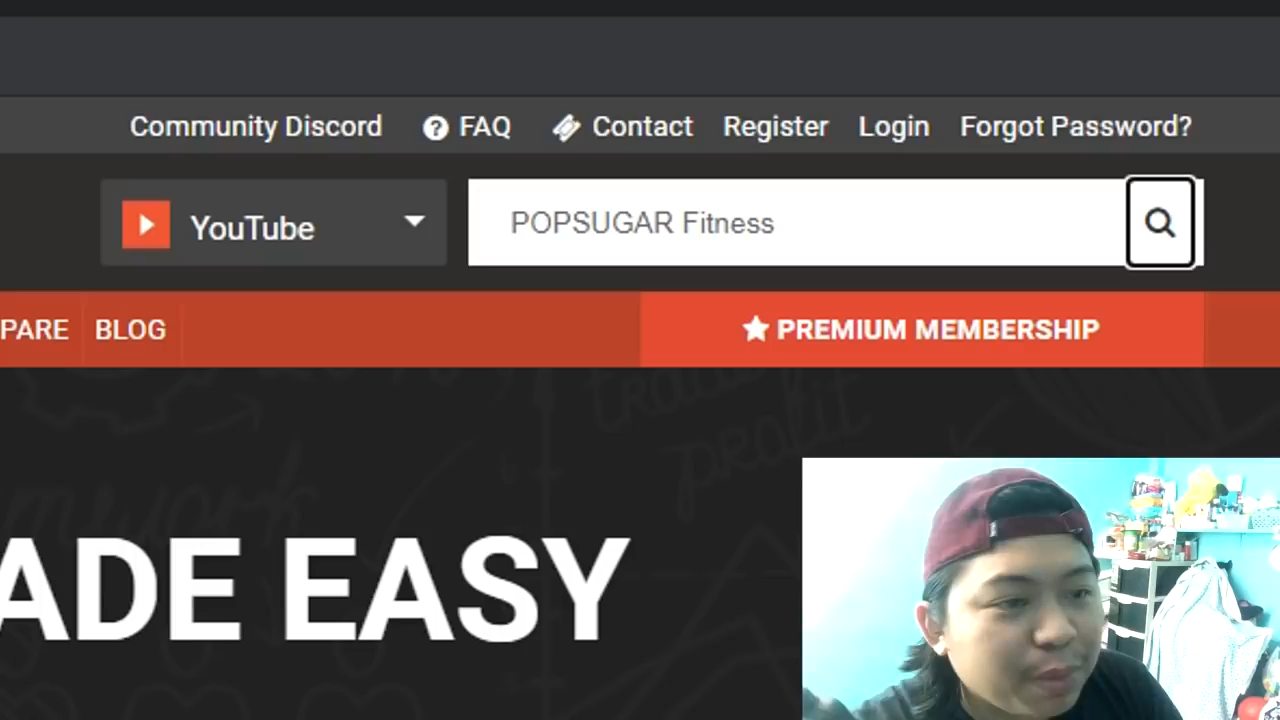 Community Discord FAQ Contact Register Login Forgot Password?
YouTube POPSUGAR Fitness
PARE BLOG PREMIUM MEMBERSHIP
ADE EASY